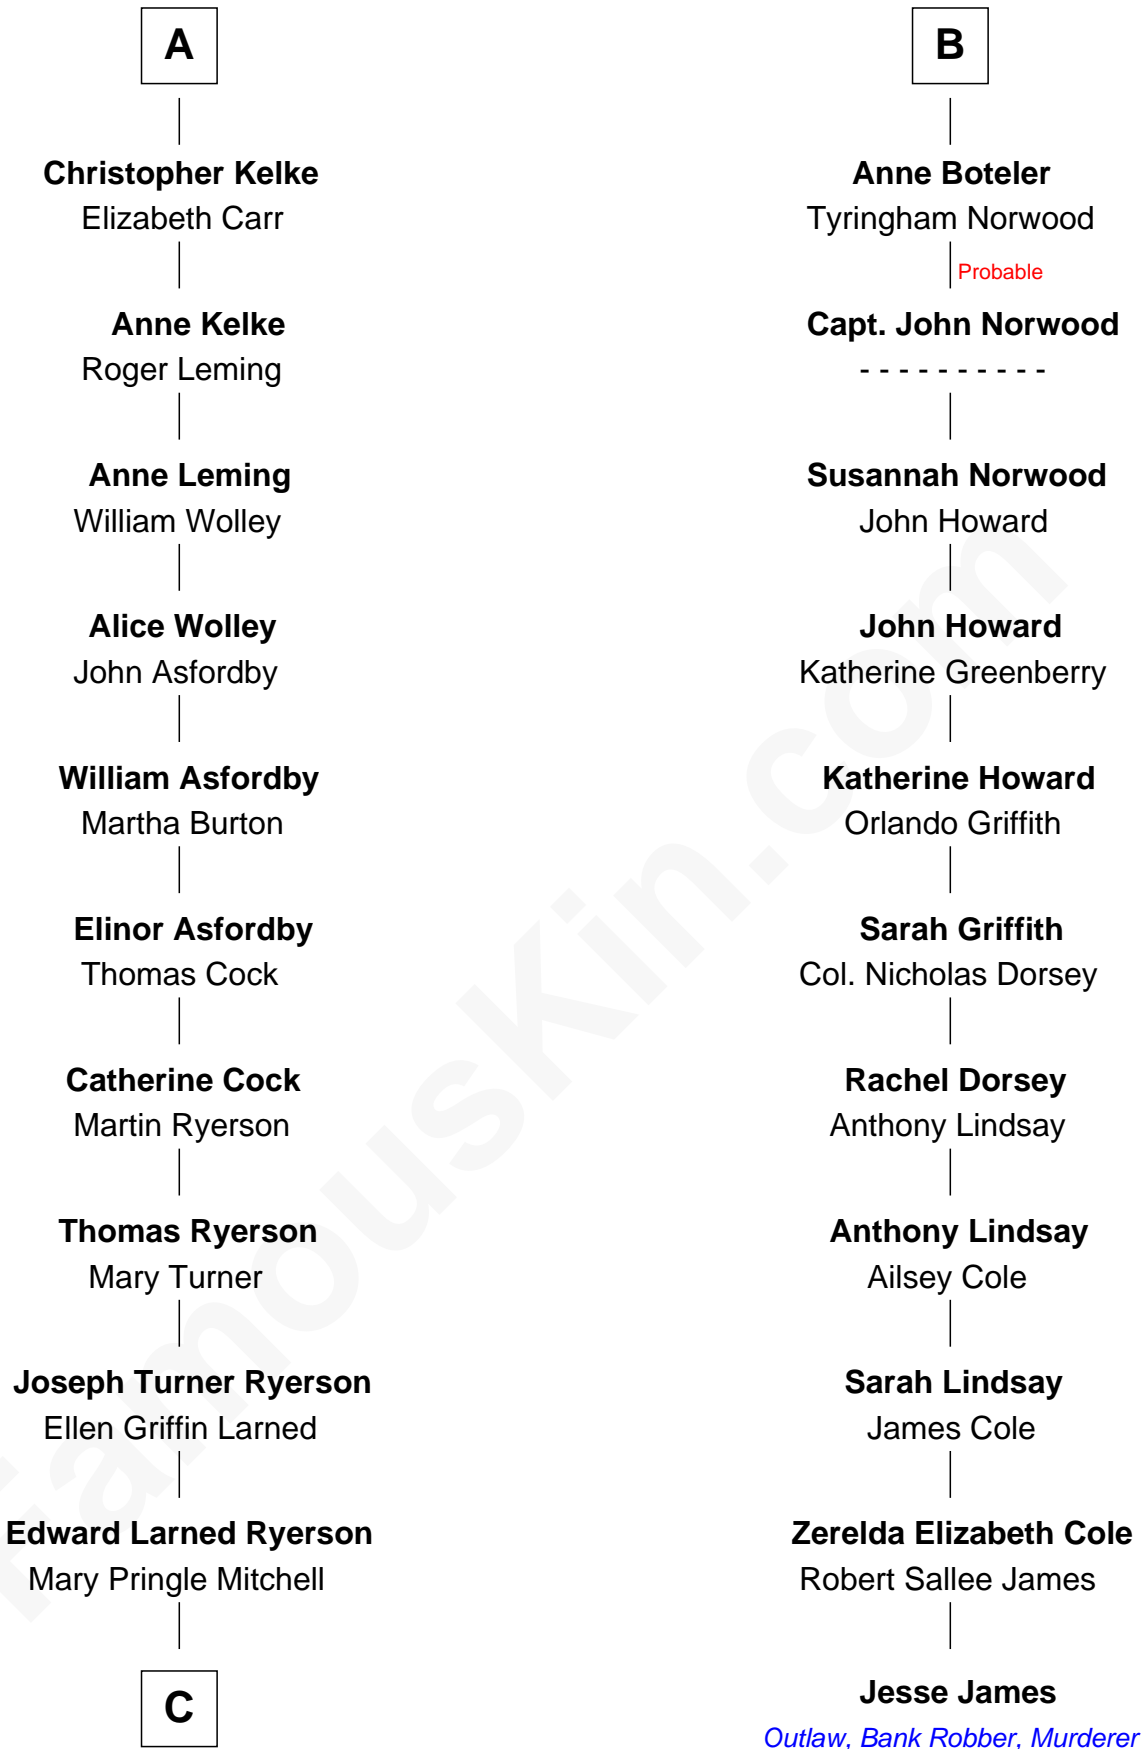 A
Christopher Kelke
Elizabeth Carr
Anne Kelke
Roger Leming
Anne Leming
William Wolley
Alice Wolley
John Asfordby
William Asfordby
Martha Burton
Elinor Asfordby
Thomas Cock
Catherine Cock
Martin Ryerson
Thomas Ryerson
Mary Turner
Joseph Turner Ryerson
Ellen Griffin Larned
Edward Larned Ryerson
Mary Pringle Mitchell
C
B
Anne Boteler
Tyringham Norwood
Probable
Capt. John Norwood
- - - - - - - - - -
Susannah Norwood
John Howard
John Howard
Katherine Greenberry
Katherine Howard
Orlando Griffith
Sarah Griffith
Col. Nicholas Dorsey
Rachel Dorsey
Anthony Lindsay
Anthony Lindsay
Ailsey Cole
Sarah Lindsay
James Cole
Zerelda Elizabeth Cole
Robert Sallee James
Jesse James
Outlaw, Bank Robber, Murderer
FamousKin.com